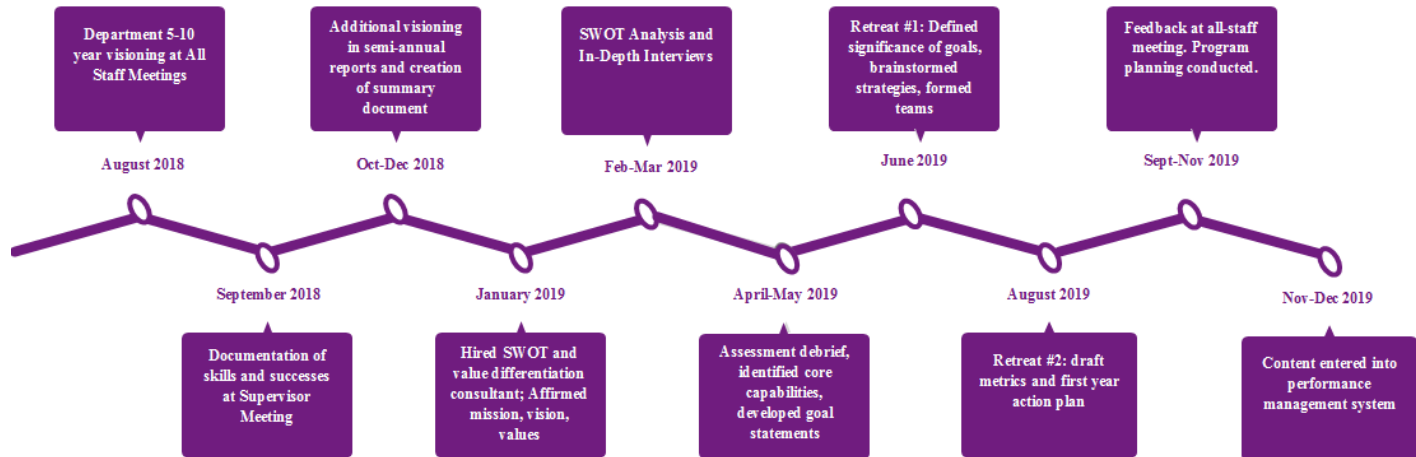 Department 5-10
year visioning at All
Staff Meetings
August 2018
Documentation of
skills and successes
at Supervisor
Meeting
September 2018
Additional visioning
in semi-annual
reports and creation
of summary
document
Oct-Dec 2018
January 2019
Hired SWOT and
value differentiation
consultant; Affirmed
mission, vision,
values
SWOT Analysis and
In-Depth Interviews
Feb-Mar 2019
April-May 2019
Assessment debrief,
identified core
capabilities,
developed goal
statements
Retreat #1: Defined
significance of goals,
brainstormed
strategies, formed
teams
June 2019
August 2019
Retreat #2: draft
metrics and first year
action plan
Feedback at all-staff
meeting. Program
planning conducted.
Sept-Nov 2019
Nov-Dec 2019
Content entered into
performance
management system